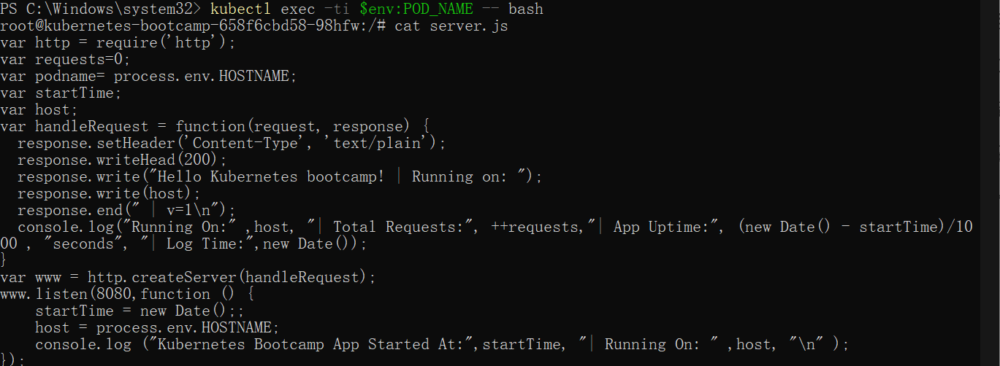 PS C:\Windows\system32> kubectl exec -ti $env:POD_NAME -- bash
root@kubernetes-bootcamp-658f6cbd58-98hfw:/# cat server.js
var http = require('http');
var requests=0;
var podname= process.env.HOSTNAME;
var startTime;
var host;
var handleRequest = function(request, response) {
  response.setHeader('Content-Type', 'text/plain');
  response.writeHead(200);
  response.write("Hello Kubernetes bootcamp! | Running on: ");
  response.write(host);
  response.end(" | v=1\n");
  console.log("Running On:" ,host, "| Total Requests:", ++requests,"| App Uptime:", (new Date() - startTime)/10
00 , "seconds", "| Log Time:",new Date());
}
var www = http.createServer(handleRequest);
www.listen(8080,function () {
    startTime = new Date();;
    host = process.env.HOSTNAME;
    console.log ("Kubernetes Bootcamp App Started At:",startTime, "| Running On: " ,host, "\n" );
});